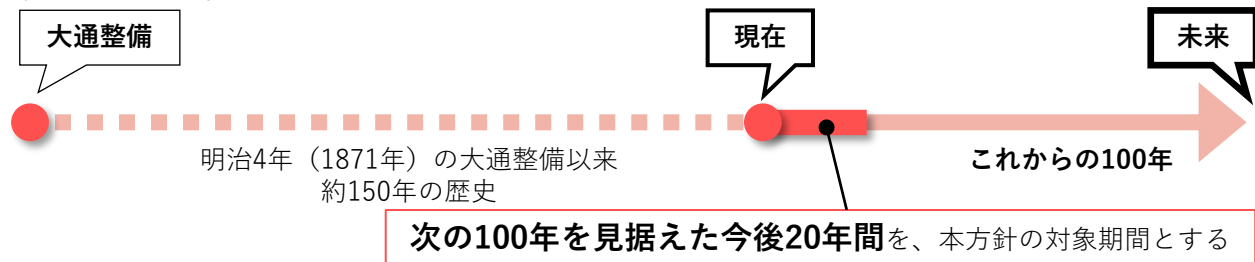 大通整備
現在
未来
明治4年（1871年）の大通整備以来
約150年の歴史
これからの100年
次の100年を見据えた今後20年間を、本方針の対象期間とする